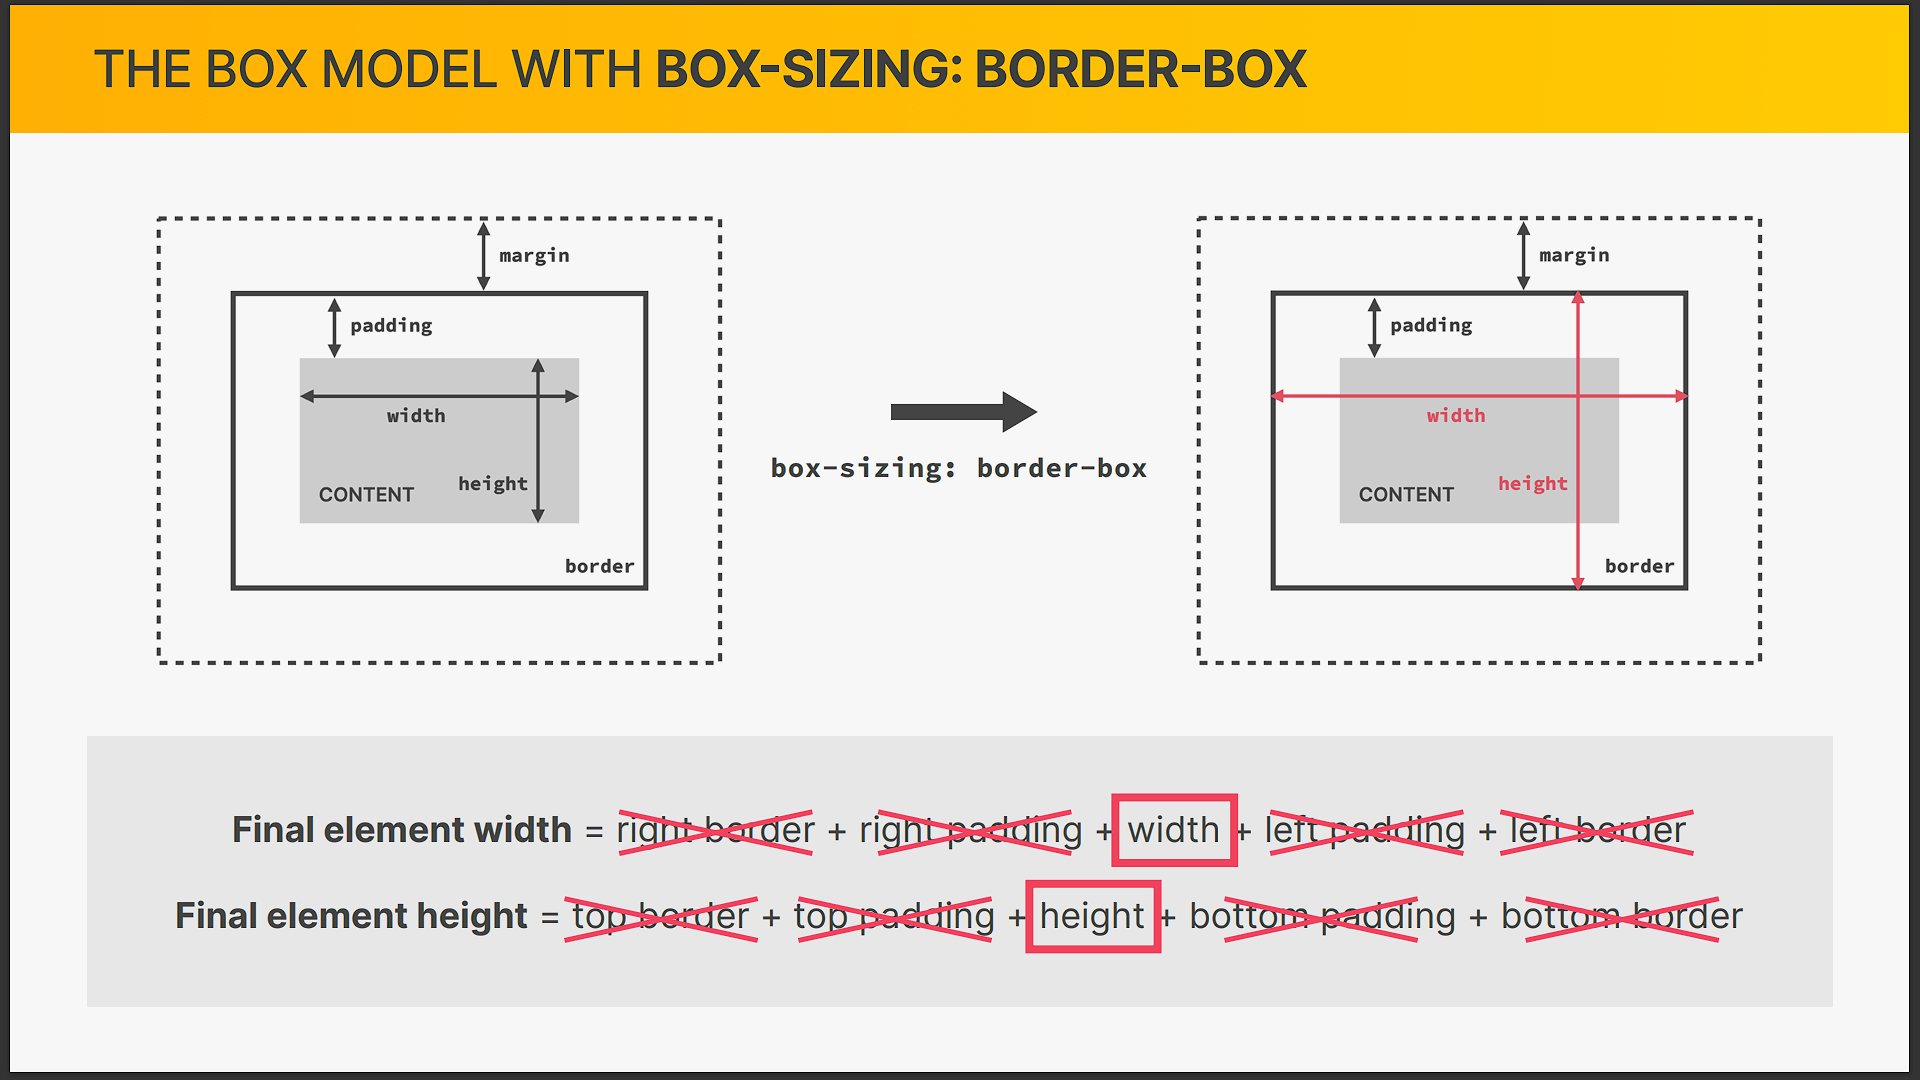 THE BOX MODEL WITH BOX-SIZING: BORDER-BOX
margin
padding
width
height
CONTENT
border
box-sizing: border-box
margin
padding
width
height
CONTENT
border
Final element width = right border + right padding + width + left padding + left border
Final element height = top border + top padding + height + bottom padding + bottom border